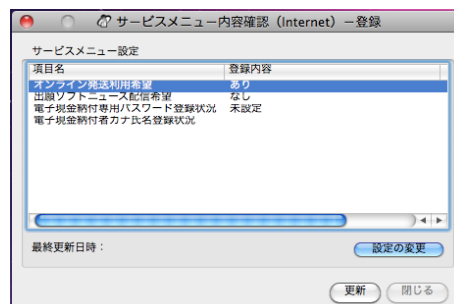 サービスメニュー内容確認（Internet）－登録
サービスメニュー設定
項目名 登録内容
オンライン発送利用希望 あり
出願ソフトニュース配信希望 なし
電子現金納付専用パスワード登録状況 未設定
電子現金納付者カナ氏名登録状況
最終更新日時：
設定の変更
更新 閉じる